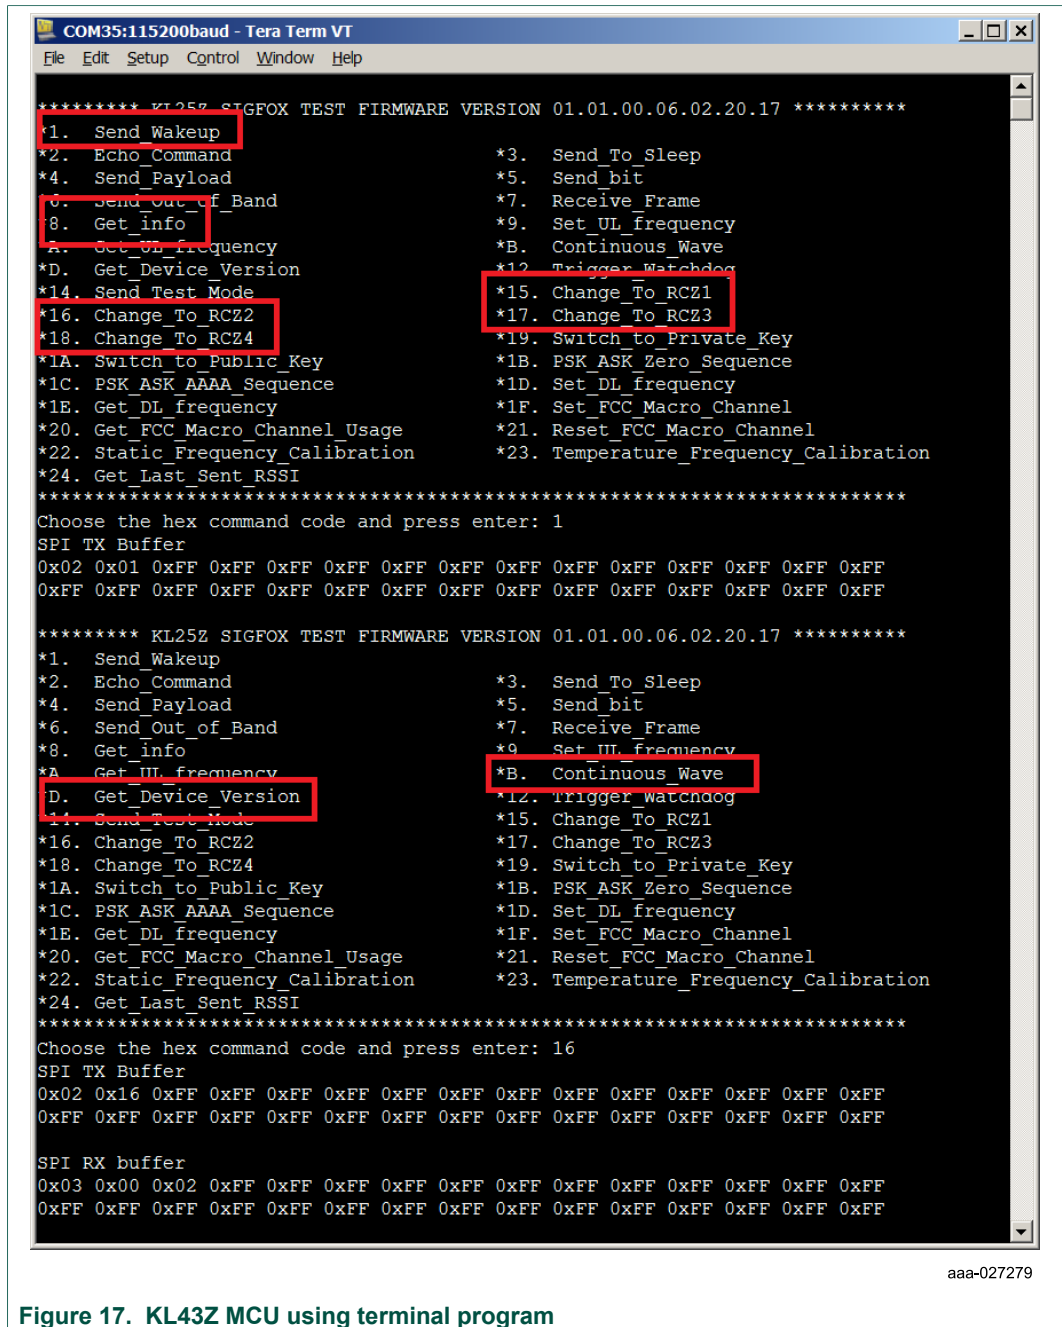 COM35:115200baud - Tera Term VT
File Edit Setup Control Window Help
********* KL25Z SIGFOX TEST FIRMWARE VERSION 01.01.00.06.02.20.17 **********
*1. Send_Wakeup
*2. Echo_Command *3. Send_To_Sleep
*4. Send_Payload *5. Send_bit
*6. Send_Out_of_Band *7. Receive_Frame
*8. Get_info *9. Set_UL_frequency
*A. Get_UL_frequency *B. Continuous_Wave
*D. Get_Device_Version *12. Trigger_Watchdog
*14. Send_Test_Mode *15. Change_To_RCZ1
*16. Change_To_RCZ2 *17. Change_To_RCZ3
*18. Change_To_RCZ4 *19. Switch_to_Private_Key
*1A. Switch_to_Public_Key *1B. PSK_ASK_Zero_Sequence
*1C. PSK_ASK_AAAA_Sequence *1D. Set_DL_frequency
*1E. Get_DL_frequency *1F. Set_FCC_Macro_Channel
*20. Get_FCC_Macro_Channel_Usage *21. Reset_FCC_Macro_Channel
*22. Static_Frequency_Calibration *23. Temperature_Frequency_Calibration
*24. Get_Last_Sent_RSSI
****************************************************************************
Choose the hex command code and press enter: 1
SPI TX Buffer
0x02 0x01 0xFF 0xFF 0xFF 0xFF 0xFF 0xFF 0xFF 0xFF 0xFF 0xFF 0xFF 0xFF 0xFF
0xFF 0xFF 0xFF 0xFF 0xFF 0xFF 0xFF 0xFF 0xFF 0xFF 0xFF 0xFF 0xFF 0xFF 0xFF
********* KL25Z SIGFOX TEST FIRMWARE VERSION 01.01.00.06.02.20.17 **********
*1. Send_Wakeup
*2. Echo_Command *3. Send_To_Sleep
*4. Send_Payload *5. Send_bit
*6. Send_Out_of_Band *7. Receive_Frame
*8. Get_info *9. Set_UL_frequency
*A. Get_UL_frequency *B. Continuous_Wave
*D. Get_Device_Version *12. Trigger_Watchdog
*14. Send_Test_Mode *15. Change_To_RCZ1
*16. Change_To_RCZ2 *17. Change_To_RCZ3
*18. Change_To_RCZ4 *19. Switch_to_Private_Key
*1A. Switch_to_Public_Key *1B. PSK_ASK_Zero_Sequence
*1C. PSK_ASK_AAAA_Sequence *1D. Set_DL_frequency
*1E. Get_DL_frequency *1F. Set_FCC_Macro_Channel
*20. Get_FCC_Macro_Channel_Usage *21. Reset_FCC_Macro_Channel
*22. Static_Frequency_Calibration *23. Temperature_Frequency_Calibration
*24. Get_Last_Sent_RSSI
****************************************************************************
Choose the hex command code and press enter: 16
SPI TX Buffer
0x02 0x16 0xFF 0xFF 0xFF 0xFF 0xFF 0xFF 0xFF 0xFF 0xFF 0xFF 0xFF 0xFF 0xFF
0xFF 0xFF 0xFF 0xFF 0xFF 0xFF 0xFF 0xFF 0xFF 0xFF 0xFF 0xFF 0xFF 0xFF 0xFF
SPI RX buffer
0x03 0x00 0x02 0xFF 0xFF 0xFF 0xFF 0xFF 0xFF 0xFF 0xFF 0xFF 0xFF 0xFF 0xFF
0xFF 0xFF 0xFF 0xFF 0xFF 0xFF 0xFF 0xFF 0xFF 0xFF 0xFF 0xFF 0xFF 0xFF 0xFF
aaa-027279
Figure 17. KL43Z MCU using terminal program